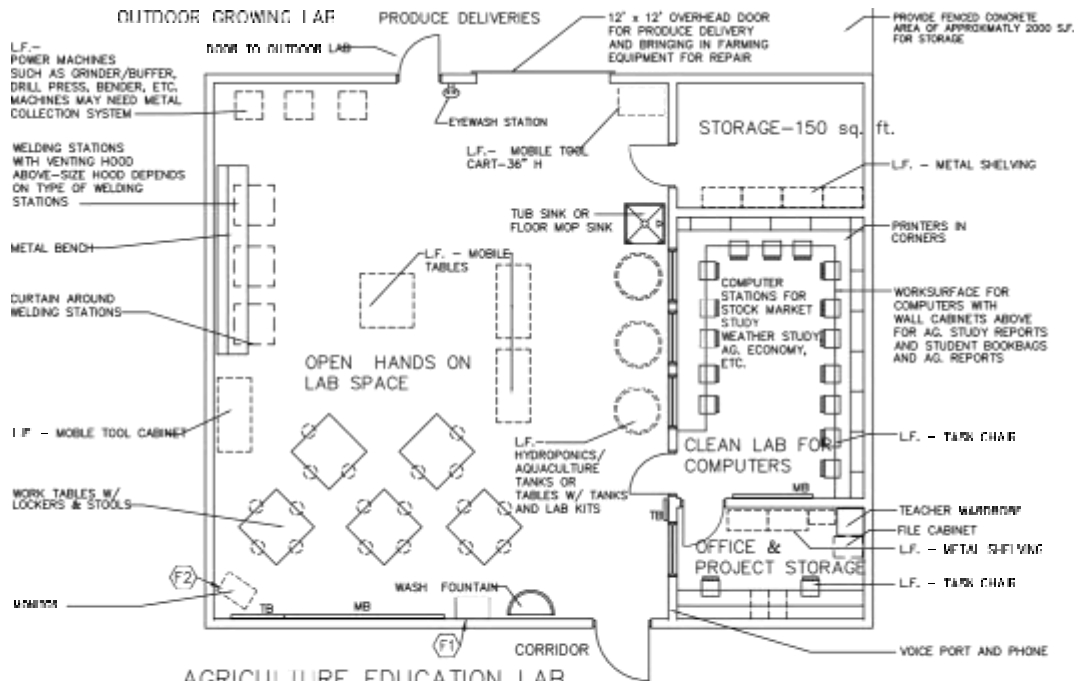 OUTDOOR GROWING LAB
PRODUCE DELIVERIES
12' x 12' OVERHEAD DOOR
FOR PRODUCE DELIVERY
AND BRINGING IN FARMING
EQUIPMENT FOR REPAIR
PROVIDE FENCED CONCRETE
AREA OF APPROXIMATLY 2000 S.F.
FOR STORAGE
L.F.-
POWER MACHINES
SUCH AS GRINDER/BUFFER,
DRILL PRESS, BENDER, ETC.
MACHINES MAY NEED METAL
COLLECTION SYSTEM
DOOR TO OUTDOOR LAB
EYEWASH STATION
L.F.- MOBILE TOOL
CART-36" H
STORAGE-150 sq. ft.
L.F. - METAL SHELVING
WELDING STATIONS
WITH VENTING HOOD
ABOVE-SIZE HOOD DEPENDS
ON TYPE OF WELDING
STATIONS
METAL BENCH
TUB SINK OR
FLOOR MOP SINK
PRINTERS IN
CORNERS
L.F. - MOBILE
TABLES
CURTAIN AROUND
WELDING STATIONS
COMPUTER
STATIONS FOR
STOCK MARKET
STUDY
WEATHER STUDY
AG. ECONOMY,
ETC.
WORKSURFACE FOR
COMPUTERS WITH
WALL CABINETS ABOVE
FOR AG. STUDY REPORTS
AND STUDENT BOOKBAGS
AND AG. REPORTS
OPEN HANDS ON
LAB SPACE
L.F. - MOBLE TOOL CABINET
L.F.-
HYDROPONICS/
AQUACULTURE
TANKS OR
TABLES W/ TANKS
AND LAB KITS
CLEAN LAB FOR
COMPUTERS
L.F. - TASK CHAIR
WORK TABLES W/
LOCKERS & STOOLS
MB
TB
TEACHER WARDROBE
FILE CABINET
L.F. - METAL SHELVING
OFFICE &
PROJECT STORAGE
L.F. - TASK CHAIR
F2
MONITOR
WASH FOUNTAIN
TB
MB
F1
CORRIDOR
VOICE PORT AND PHONE
AGRICULTURE EDUCATION LAB